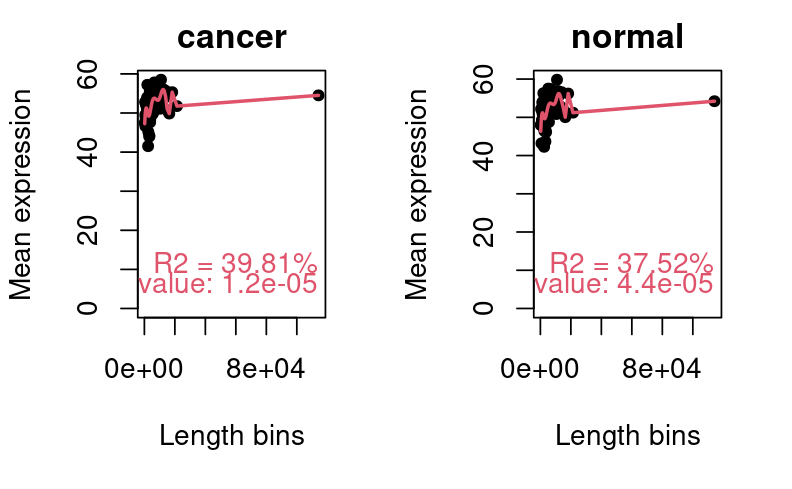 cancer
Mean expression
60
40
20
0
R2 = 39.81%
value: 1.2e-05
0e+00
8e+04
Length bins
normal
Mean expression
60
40
20
0
R2 = 37.52%
value: 4.4e-05
0e+00
8e+04
Length bins